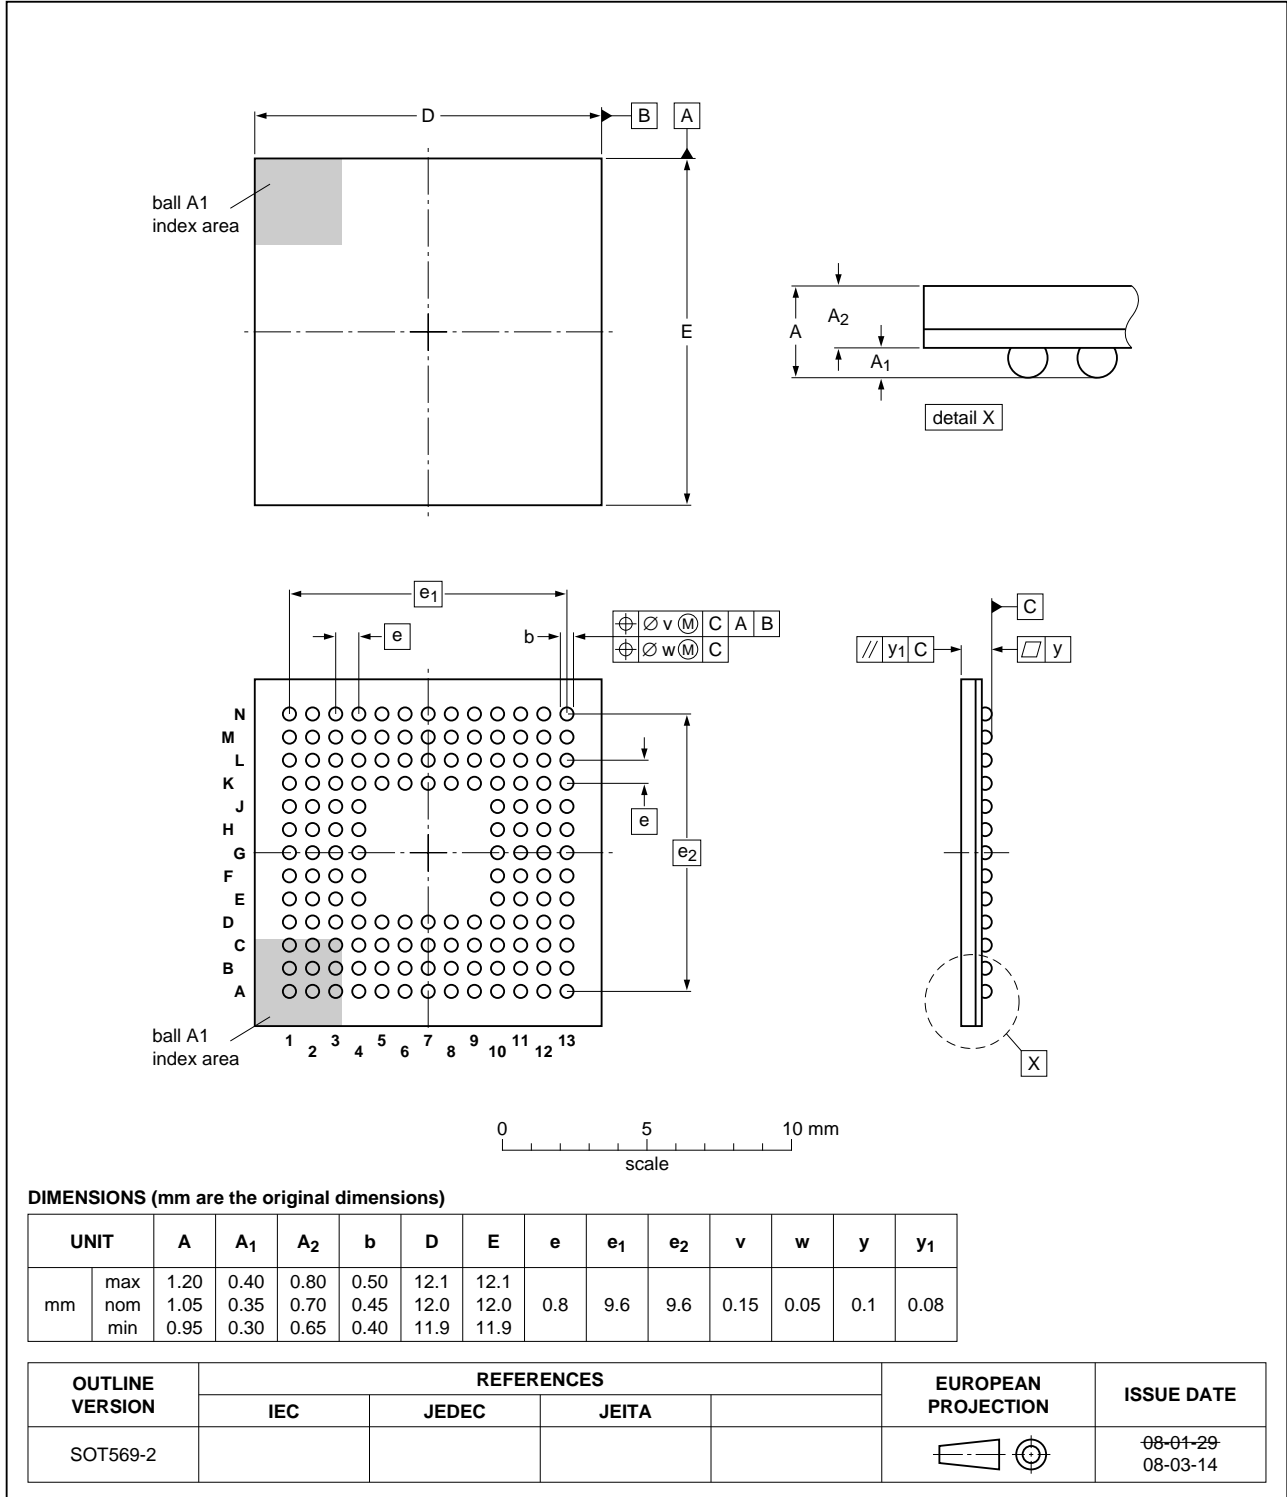 D
B
A
ball A1
index area
E
A
A2
A1
detail X
e1
e
b
⌖ ∅ v Ⓜ C A B
⌖ ∅ w Ⓜ C
C
// y1 C
⏥ y
N
M
L
K
J
H
G
F
E
D
C
B
A
e
e2
ball A1
index area
1 2 3 4 5 6 7 8 9 10 11 12 13
X
0 5 10 mm
scale
DIMENSIONS (mm are the original dimensions)
UNIT A A1 A2 b D E e e1 e2 v w y y1
mm
max 1.20 0.40 0.80 0.50 12.1 12.1
nom 1.05 0.35 0.70 0.45 12.0 12.0 0.8 9.6 9.6 0.15 0.05 0.1 0.08
min 0.95 0.30 0.65 0.40 11.9 11.9
OUTLINE VERSION
REFERENCES
IEC JEDEC JEITA
EUROPEAN PROJECTION
ISSUE DATE
SOT569-2
08-01-29
08-03-14